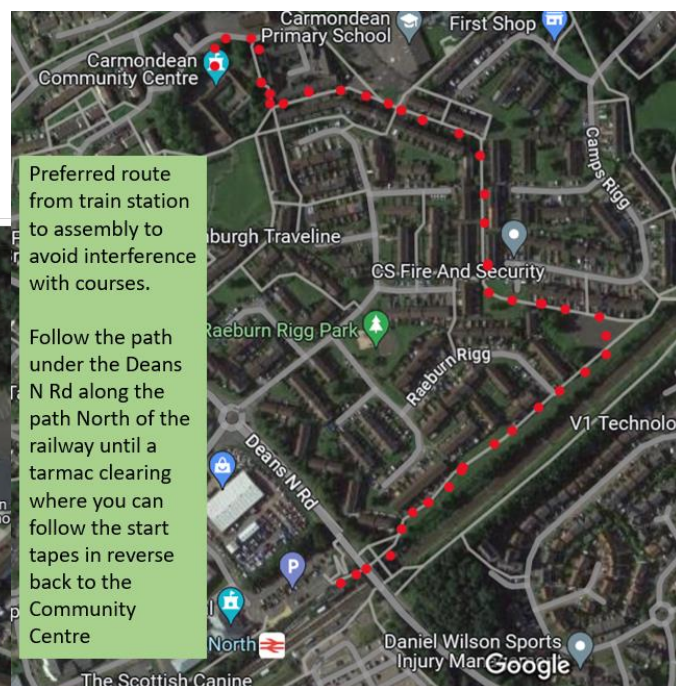 Carmondean
Primary School
First Shop
Carmondean
Community Centre
Camps Rigg
Preferred route
from train station
to assembly to
avoid interference
with courses.
Follow the path
under the Deans
N Rd along the
path North of the
railway until a
tarmac clearing
where you can
follow the start
tapes in reverse
back to the
Community
Centre
Traveline
CS Fire And Security
Raeburn Rigg Park
Raeburn Rigg
V1
Deans N Rd
P
North
Daniel Wilson Sports
Injury
Google
The Scottish Canine